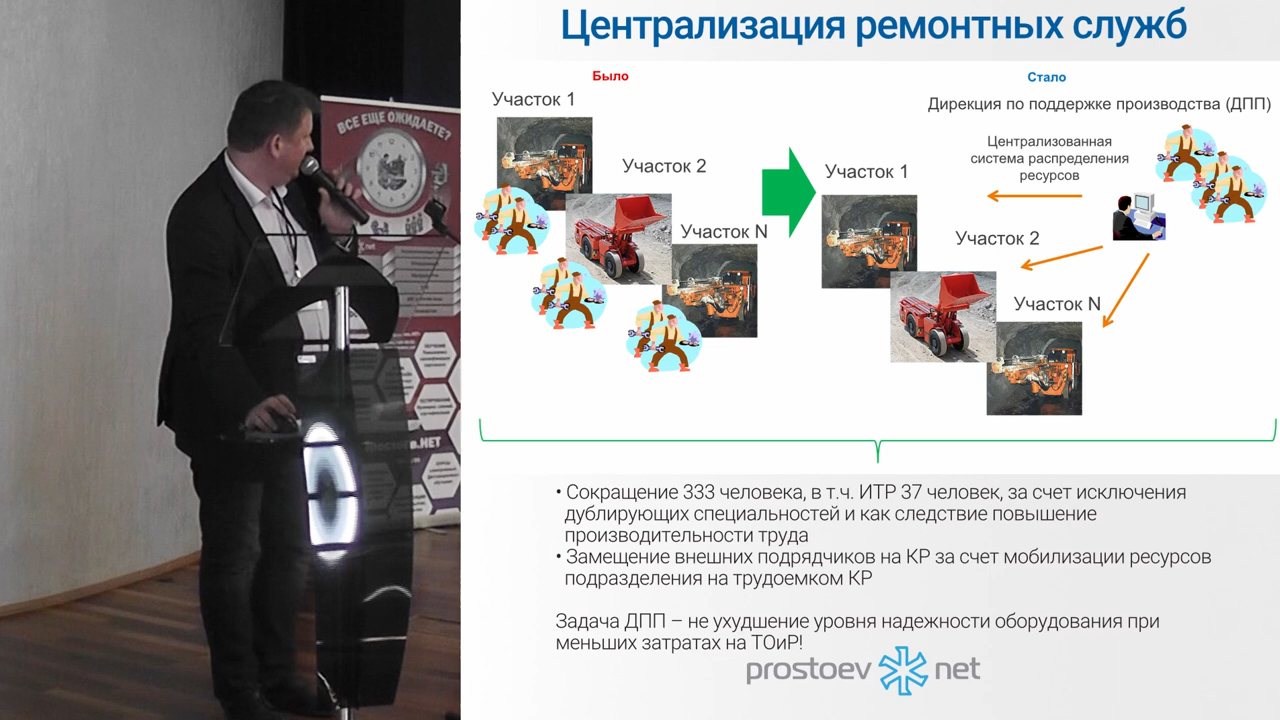 Централизация ремонтных служб
Было
Стало
Участок 1
Дирекция по поддержке производства (ДПП)
Централизованная
система распределения
ресурсов
Участок 2
Участок 1
Участок N
Участок 2
Участок N
ВСЕ ЕЩЕ ОЖИДАЕТЕ?
• Сокращение 333 человека, в т.ч. ИТР 37 человек, за счет исключения
дублирующих специальностей и как следствие повышение
производительности труда
• Замещение внешних подрядчиков на КР за счет мобилизации ресурсов
подразделения на трудоемком КР
Задача ДПП – не ухудшение уровня надежности оборудования при
меньших затратах на ТОиР!
prostoev net